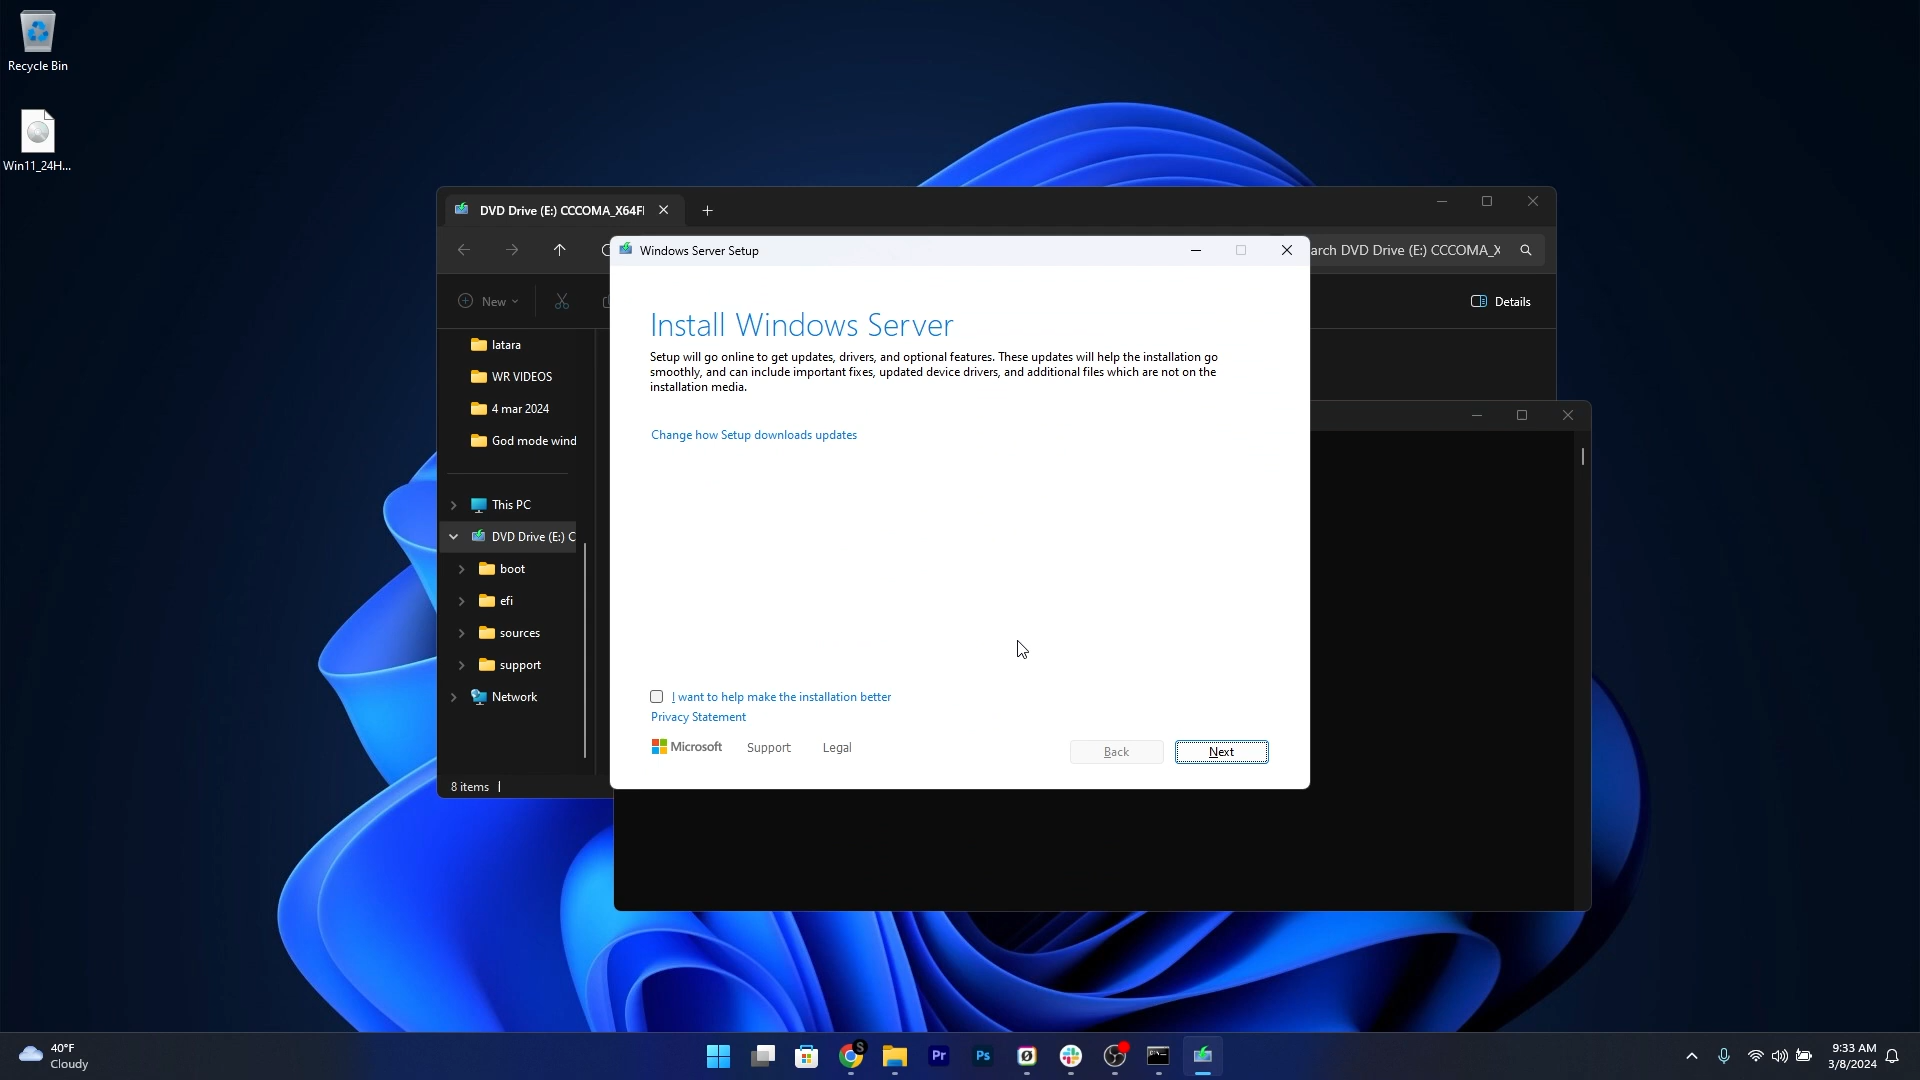 Recycle Bin
Win11_24H...
DVD Drive (E:) CCCOMA_X64F
Windows Server Setup
arch DVD Drive (E:) CCCOMA_X
New
Details
Install Windows Server
Setup will go online to get updates, drivers, and optional features. These updates will help the installation go
smoothly, and can include important fixes, updated device drivers, and additional files which are not on the
installation media.
Change how Setup downloads updates
latara
WR VIDEOS
4 mar 2024
God mode wind
This PC
DVD Drive (E:) C
boot
efi
sources
support
Network
I want to help make the installation better
Privacy Statement
Microsoft
Support
Legal
Back
Next
8 items
40°F
Cloudy
S
Pr
Ps
9:33 AM
3/8/2024